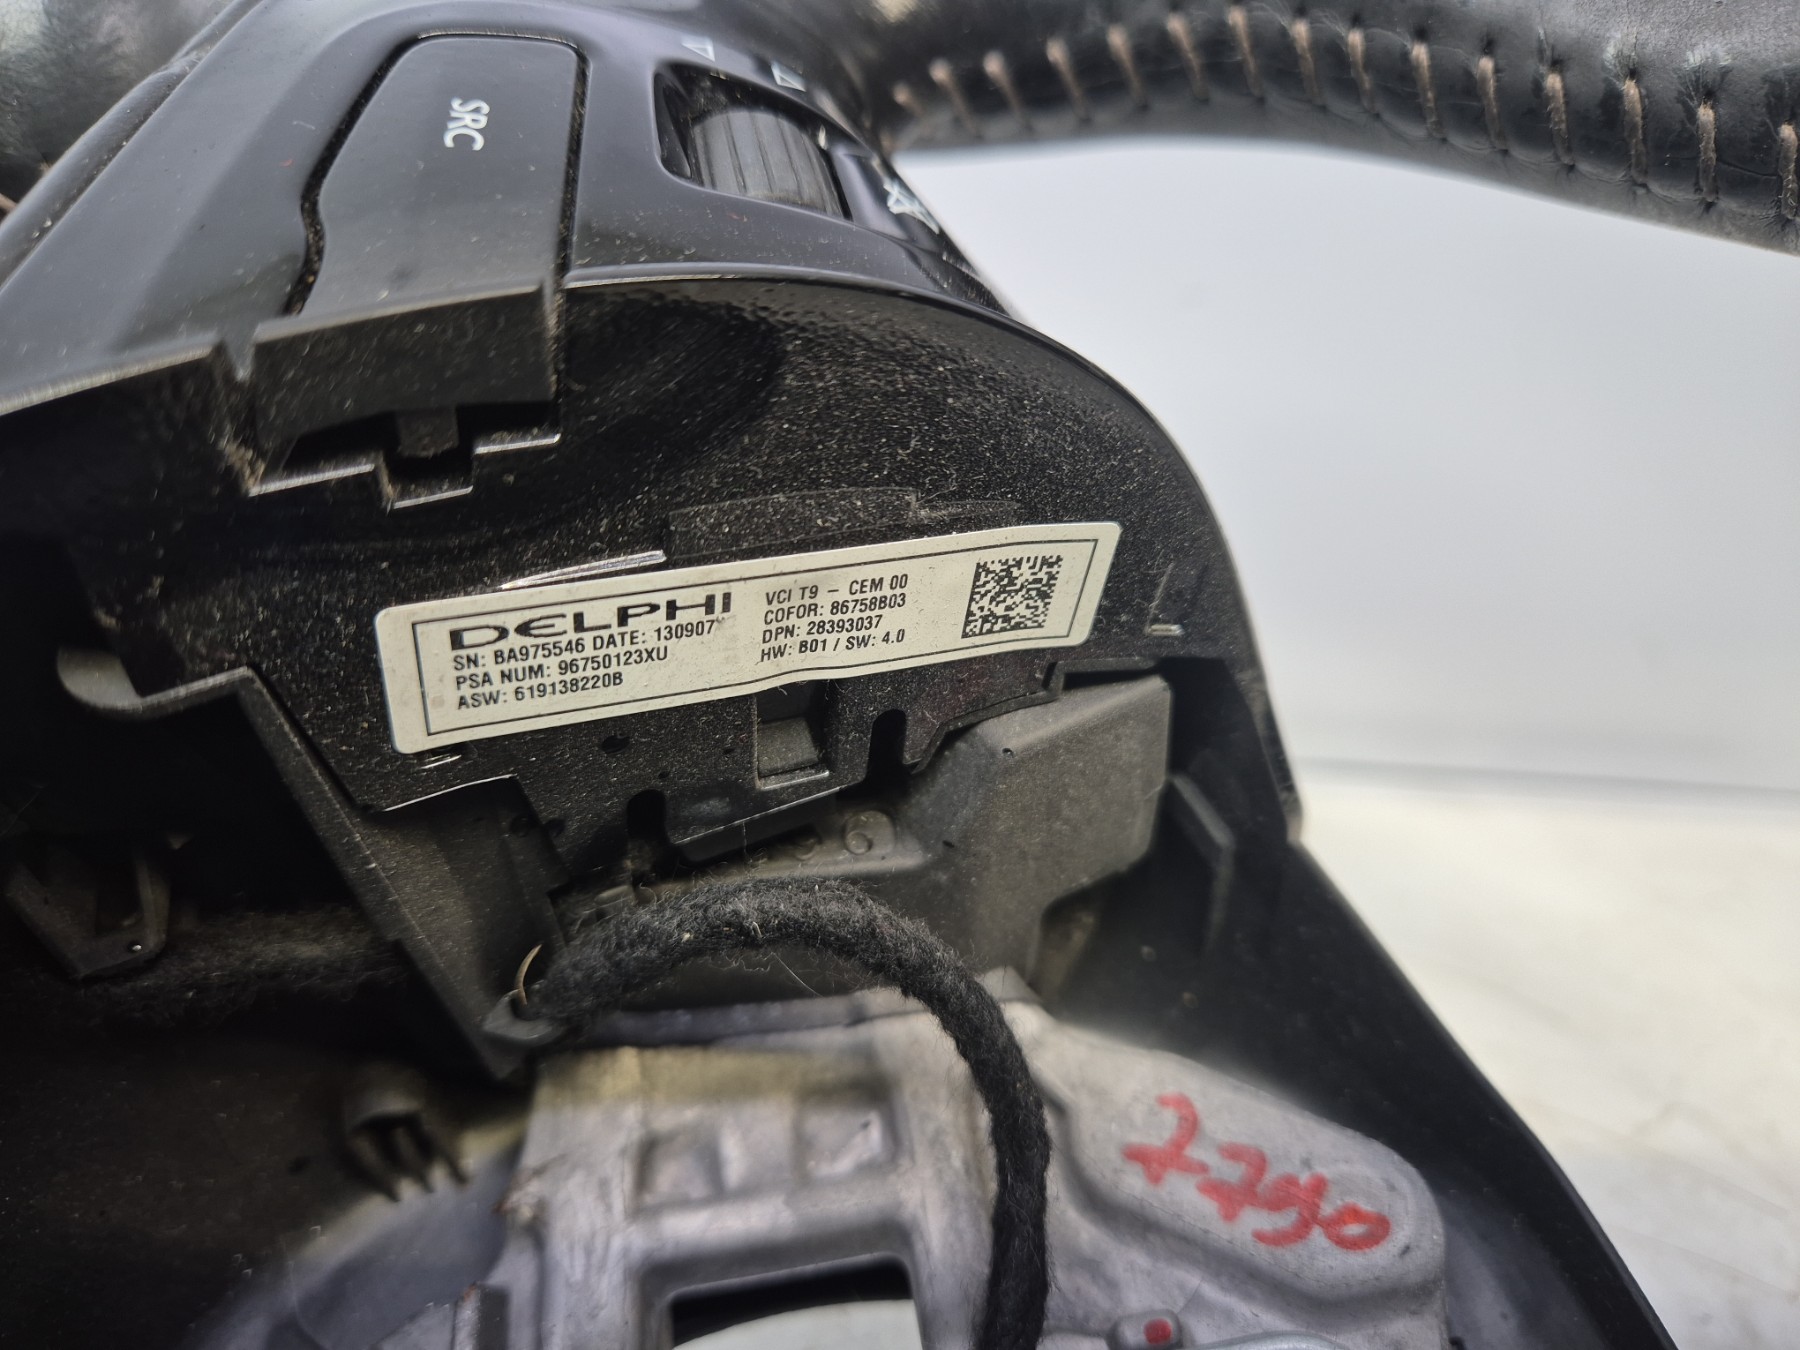 SRC
DELPHI
SN: BA975546 DATE: 130907
PSA NUM: 96750123XU
ASW: 619138220B
VCI T9 - CEM 00
COFOR: 86758B03
DPN: 28393037
HW: B01 / SW: 4.0
7790